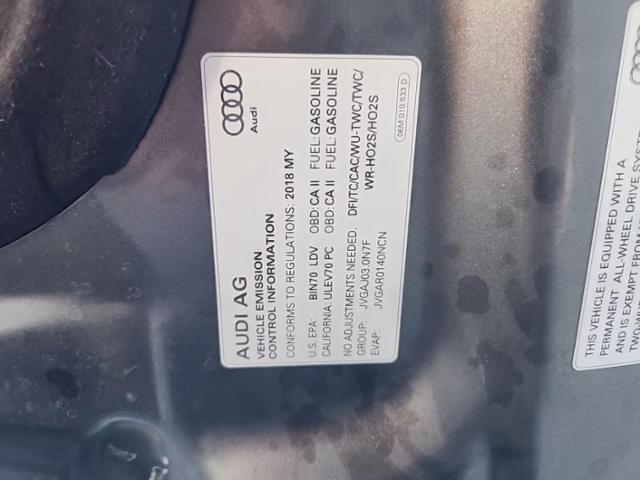 Audi
AUDI AG
VEHICLE EMISSION
CONTROL INFORMATION
CONFORMS TO REGULATIONS: 2018 MY
U.S. EPA: BIN70 LDV OBD: CA II FUEL: GASOLINE
CALIFORNIA: ULEV70 PC OBD: CA II FUEL: GASOLINE
NO ADJUSTMENTS NEEDED. DFI/TC/CAC/WU-TWC/TWC/
GROUP: JVGAJ03.0N7F WR-HO2S/HO2S
EVAP: JVGAR0140NCN
06M 010 533 D
THIS VEHICLE IS EQUIPPED WITH A
PERMANENT ALL-WHEEL DRIVE SYSTEM
AND IS EXEMPT FROM